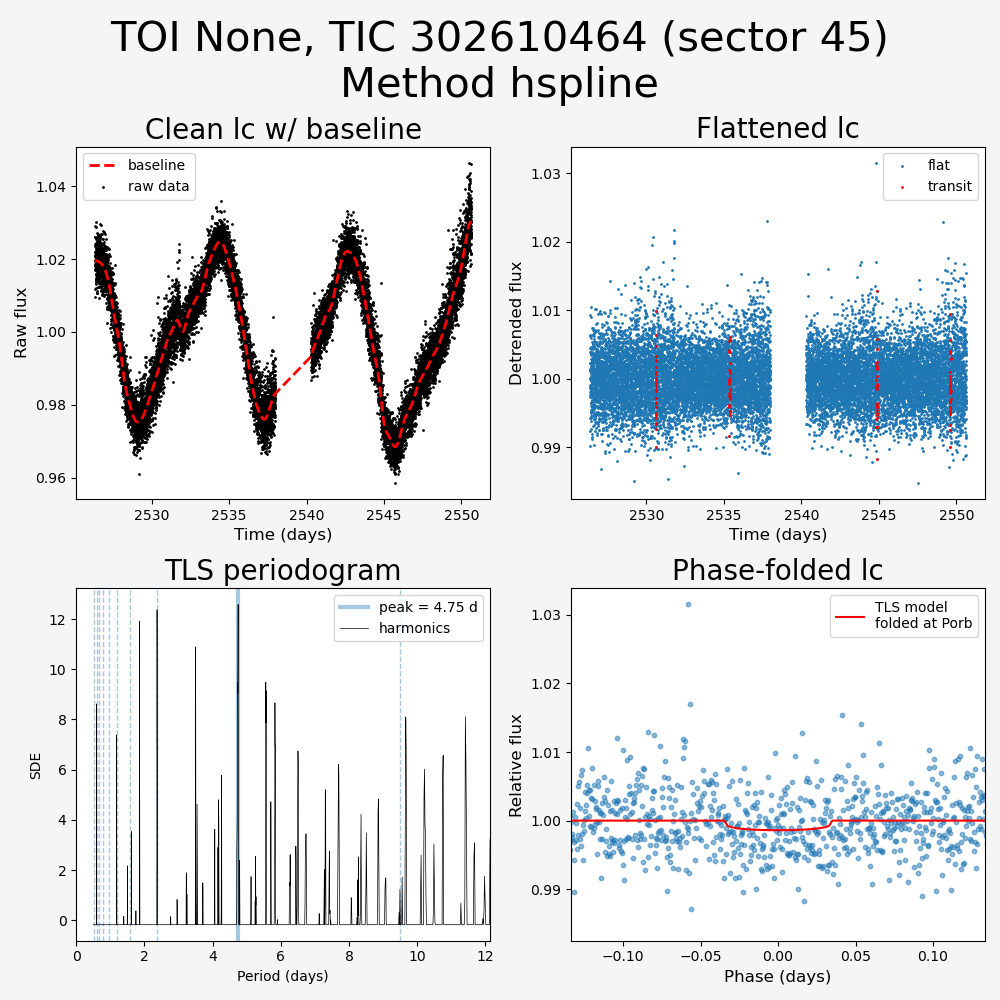 TOI None, TIC 302610464 (sector 45)
Method hspline
Clean lc w/ baseline
baseline
raw data
1.04
1.02
1.00
0.98
0.96
Raw flux
2530
2535
2540
2545
2550
Time (days)
Flattened lc
flat
transit
1.03
1.02
1.01
1.00
0.99
Detrended flux
2530
2535
2540
2545
2550
Time (days)
TLS periodogram
peak = 4.75 d
harmonics
12
10
8
6
4
2
0
SDE
0
2
4
6
8
10
12
Period (days)
Phase-folded lc
TLS model
folded at Porb
1.03
1.02
1.01
1.00
0.99
Relative flux
−0.10
−0.05
0.00
0.05
0.10
Phase (days)